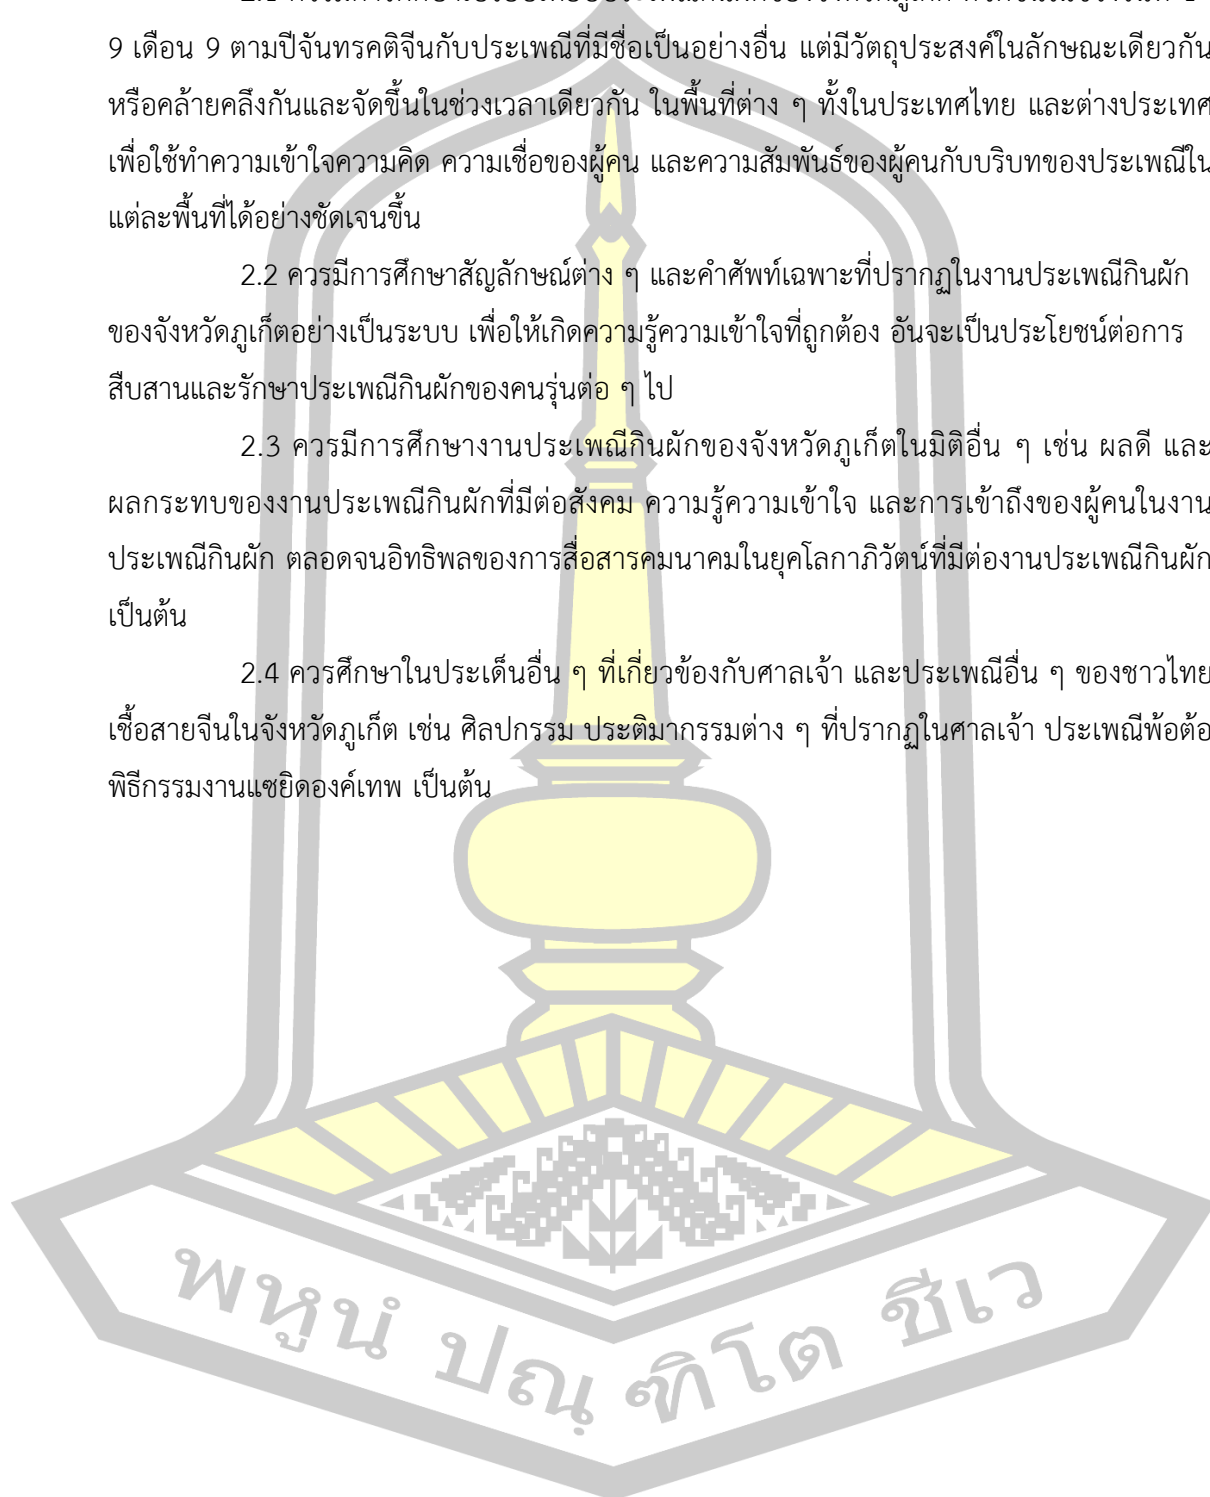 9 เดือน 9 ตามปีจันทรคติจีนกับประเพณีที่มีชื่อเป็นอย่างอื่น แต่มีวัตถุประสงค์ในลักษณะเดียวกัน
หรือคล้ายคลึงกันและจัดขึ้นในช่วงเวลาเดียวกัน ในพื้นที่ต่าง ๆ ทั้งในประเทศไทย และต่างประเทศ
เพื่อใช้ทำความเข้าใจความคิด ความเชื่อของผู้คน และความสัมพันธ์ของผู้คนกับบริบทของประเพณีใน
แต่ละพื้นที่ได้อย่างชัดเจนขึ้น
2.2 ควรมีการศึกษาสัญลักษณ์ต่าง ๆ และคำศัพท์เฉพาะที่ปรากฏในงานประเพณีกินผัก
ของจังหวัดภูเก็ตอย่างเป็นระบบ เพื่อให้เกิดความรู้ความเข้าใจที่ถูกต้อง อันจะเป็นประโยชน์ต่อการ
สืบสานและรักษาประเพณีกินผักของคนรุ่นต่อ ๆ ไป
2.3 ควรมีการศึกษางานประเพณีกินผักของจังหวัดภูเก็ตในมิติอื่น ๆ เช่น ผลดี และ
ผลกระทบของงานประเพณีกินผักที่มีต่อสังคม ความรู้ความเข้าใจ และการเข้าถึงของผู้คนในงาน
ประเพณีกินผัก ตลอดจนอิทธิพลของการสื่อสารคมนาคมในยุคโลกาภิวัตน์ที่มีต่องานประเพณีกินผัก
เป็นต้น
2.4 ควรศึกษาในประเด็นอื่น ๆ ที่เกี่ยวข้องกับศาลเจ้า และประเพณีอื่น ๆ ของชาวไทย
เชื้อสายจีนในจังหวัดภูเก็ต เช่น ศิลปกรรม ประติมากรรมต่าง ๆ ที่ปรากฏในศาลเจ้า ประเพณีพ้อต้อ
พิธีกรรมงานแซยิดองค์เทพ เป็นต้น
พหูนํ ปณฺฑิโต ชีเว